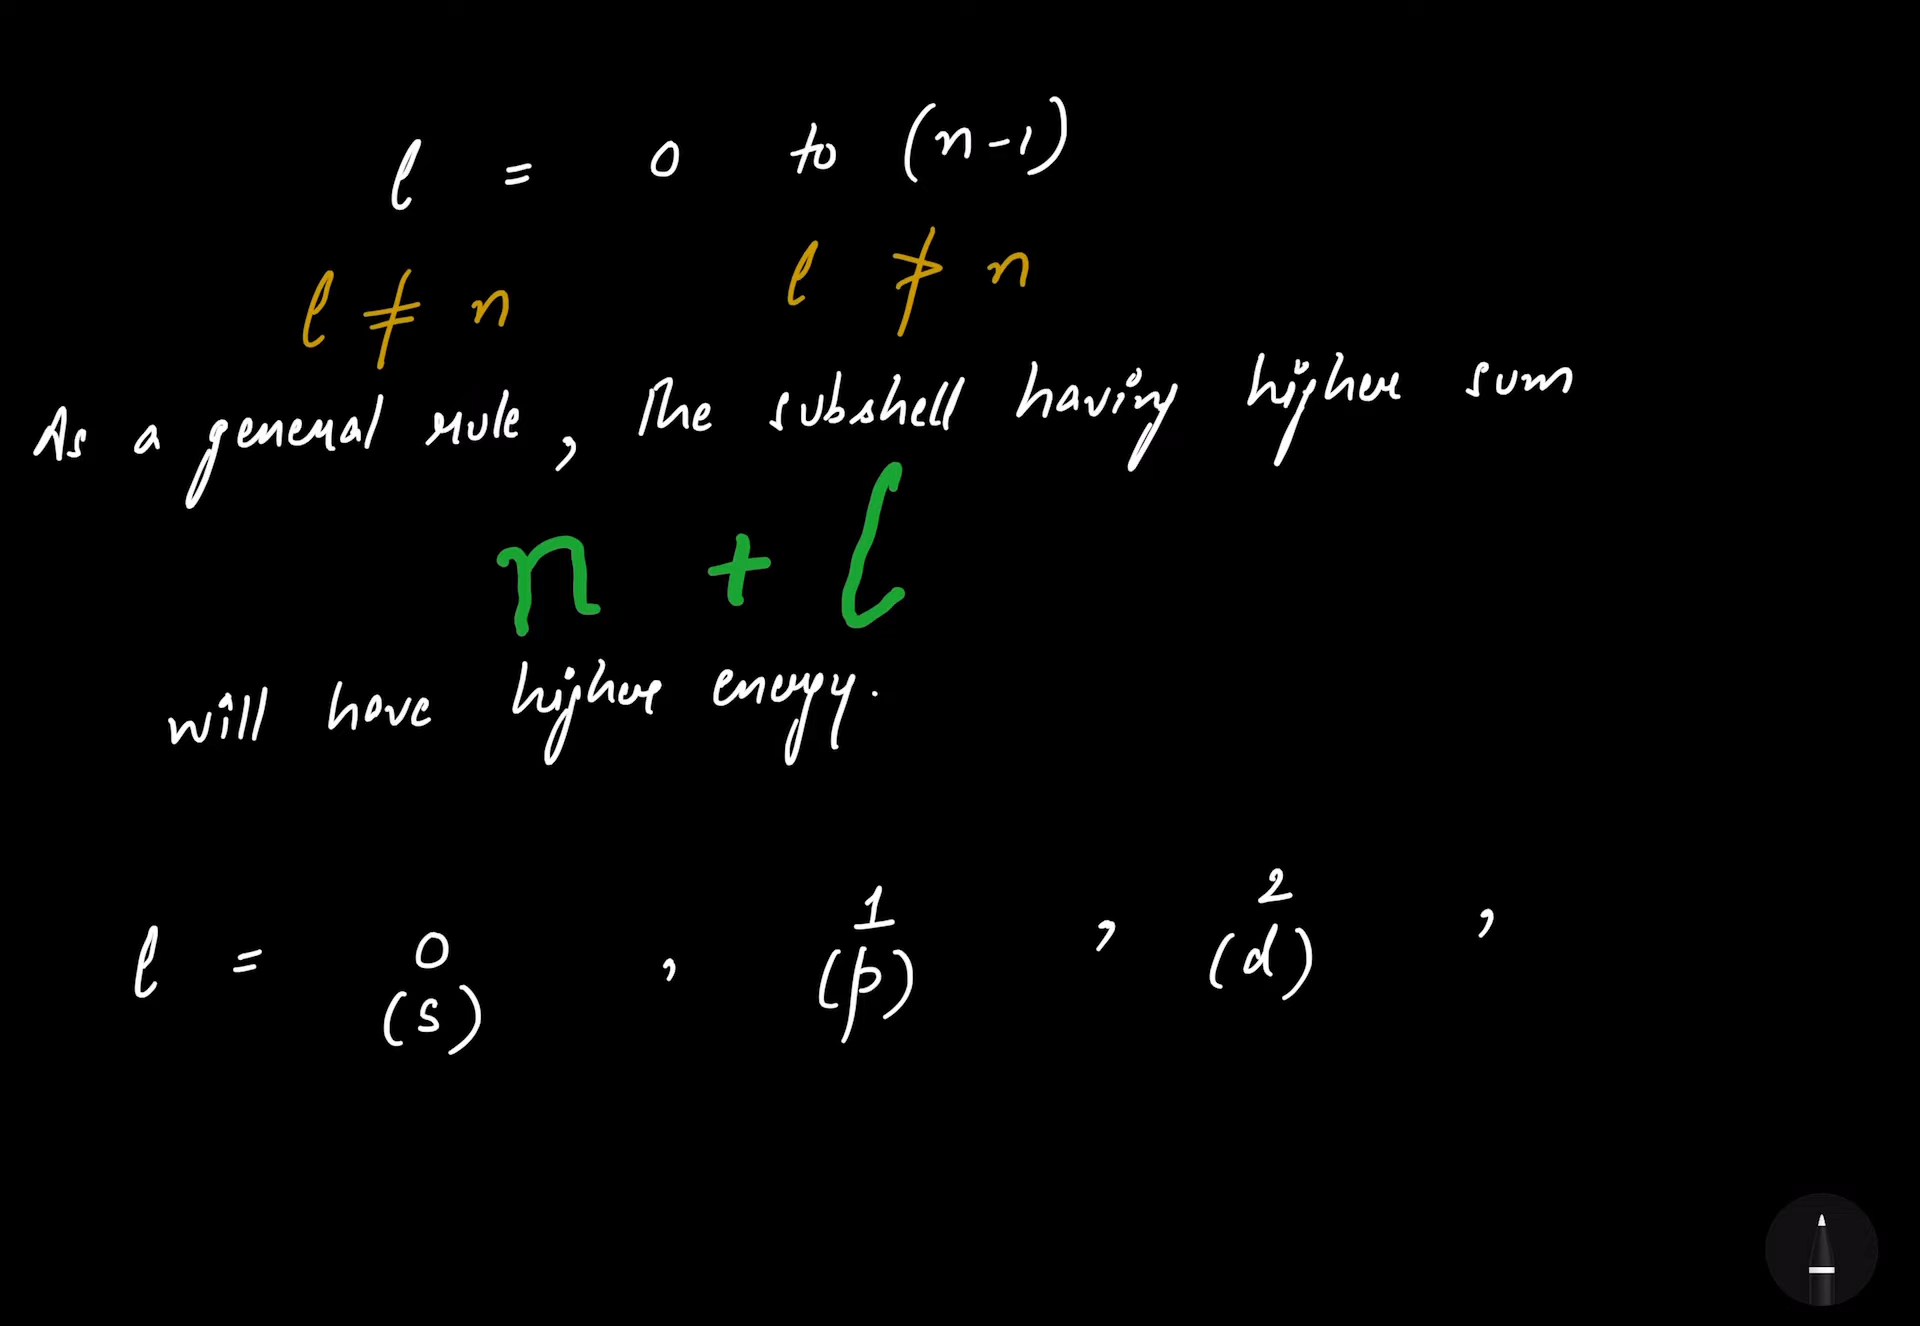 l = 0 to (n-1)
l ≠ n l ≯ n
As a general rule, the subshell having higher sum
n + l
will have higher energy.
l = 0 , 1 , 2 ,
(s) (p) (d)